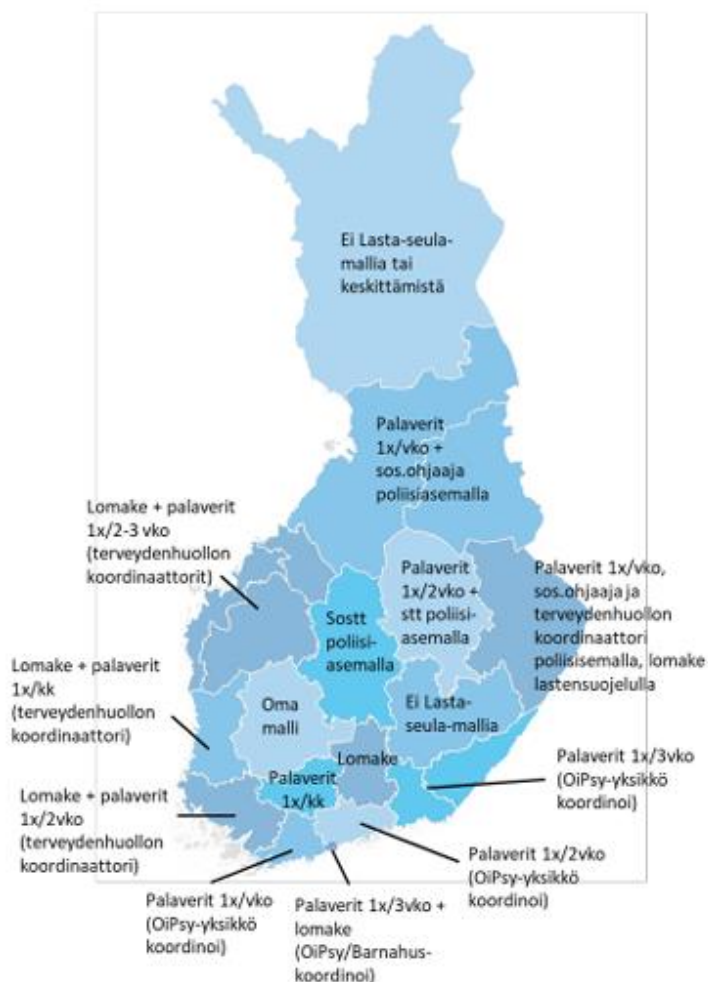 Ei Lasta-seula-
mallia tai
keskittämistä
Palaverit
1x/vko +
sos.ohjaaja
poliisiasemalla
Lomake + palaverit
1x/2-3 vko
(terveydenhuollon
koordinaattorit)
Palaverit
1x/2vko +
stt poliisi-
asemalla
Palaverit 1x/vko,
sos.ohjaaja ja
terveydenhuollon
koordinaattori
poliisisemalla, lomake
lastensuojelulla
Sostt
poliisi-
asemalla
Lomake + palaverit
1x/kk
(terveydenhuollon
koordinaattori)
Oma
malli
Ei Lasta-
seula-mallia
Lomake
Palaverit
1x/kk
Palaverit 1x/3vko
(OiPsy-yksikkö
koordinoi)
Lomake + palaverit
1x/2vko
(terveydenhuollon
koordinaattori)
Palaverit 1x/2vko
(OiPsy-yksikkö
koordinoi)
Palaverit 1x/vko
(OiPsy-yksikkö
koordinoi)
Palaverit 1x/3vko +
lomake
(OiPsy/Barnahus-
koordinoi)